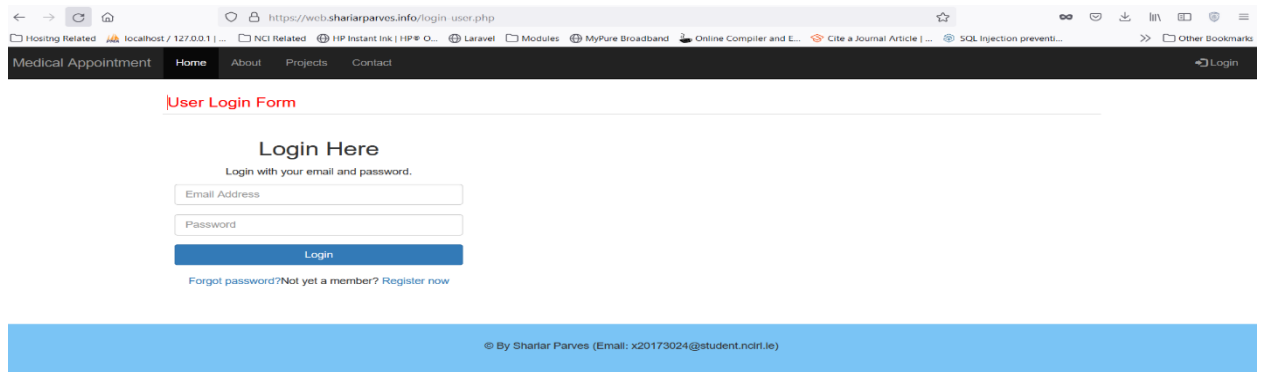 https://web.shariarparves.info/login-user.php
Hositng Related localhost / 127.0.0.1 | ... NCI Related HP Instant Ink | HP® O... Laravel Modules MyPure Broadband Online Compiler and E... Cite a Journal Article | ... SQL Injection preventi... Other Bookmarks
Medical Appointment Home About Projects Contact Login
User Login Form
Login Here
Login with your email and password.
Email Address
Password
Login
Forgot password?Not yet a member? Register now
© By Shariar Parves (Email: x20173024@student.ncirl.ie)